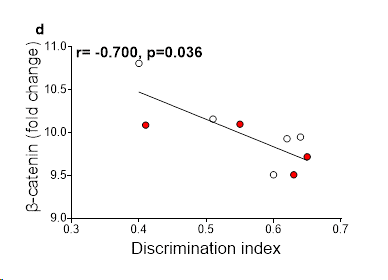 d
r= -0.700, p=0.036
β-catenin (fold change)
11.0
10.5
10.0
9.5
9.0
0.3 0.4 0.5 0.6 0.7
Discrimination index